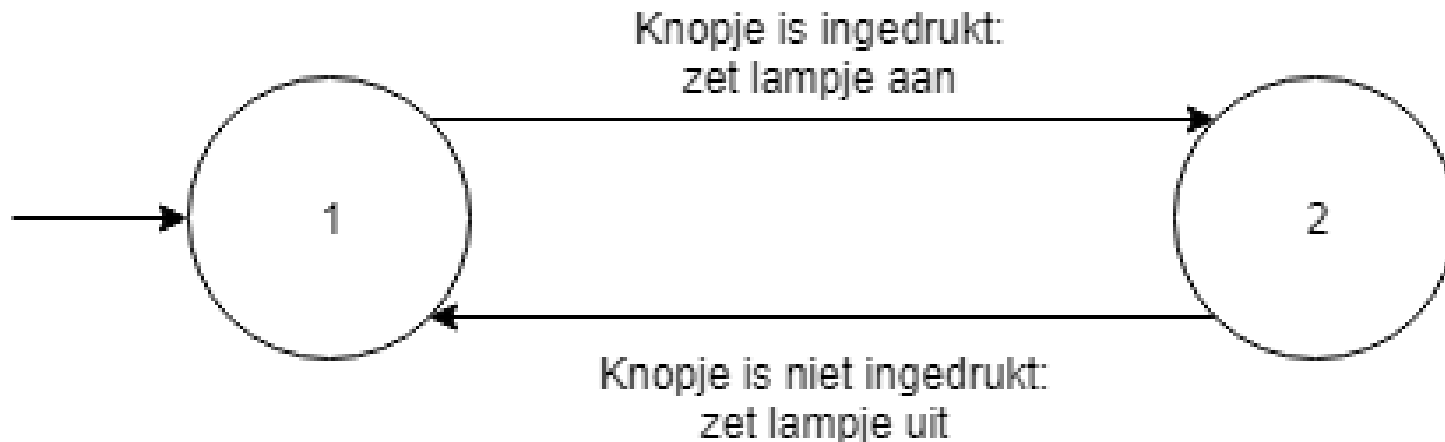 Knopje is ingedrukt:
zet lampje aan
1
2
Knopje is niet ingedrukt:
zet lampje uit